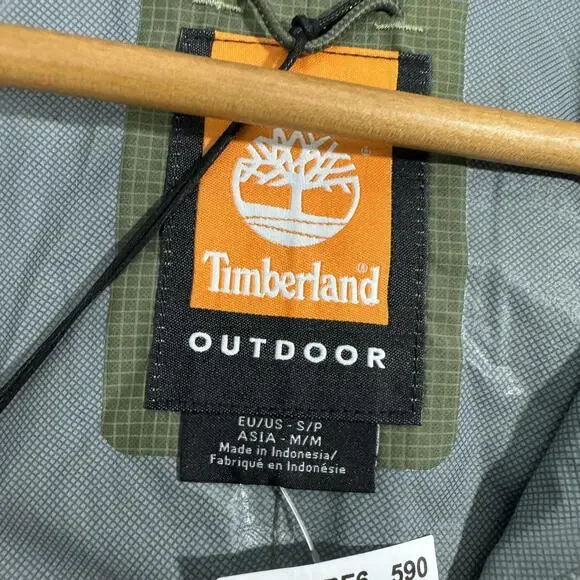 Timberland®
OUTDOOR
EU/US - S/P
ASIA - M/M
Made in Indonesia/
Fabriqué en Indonésie
590